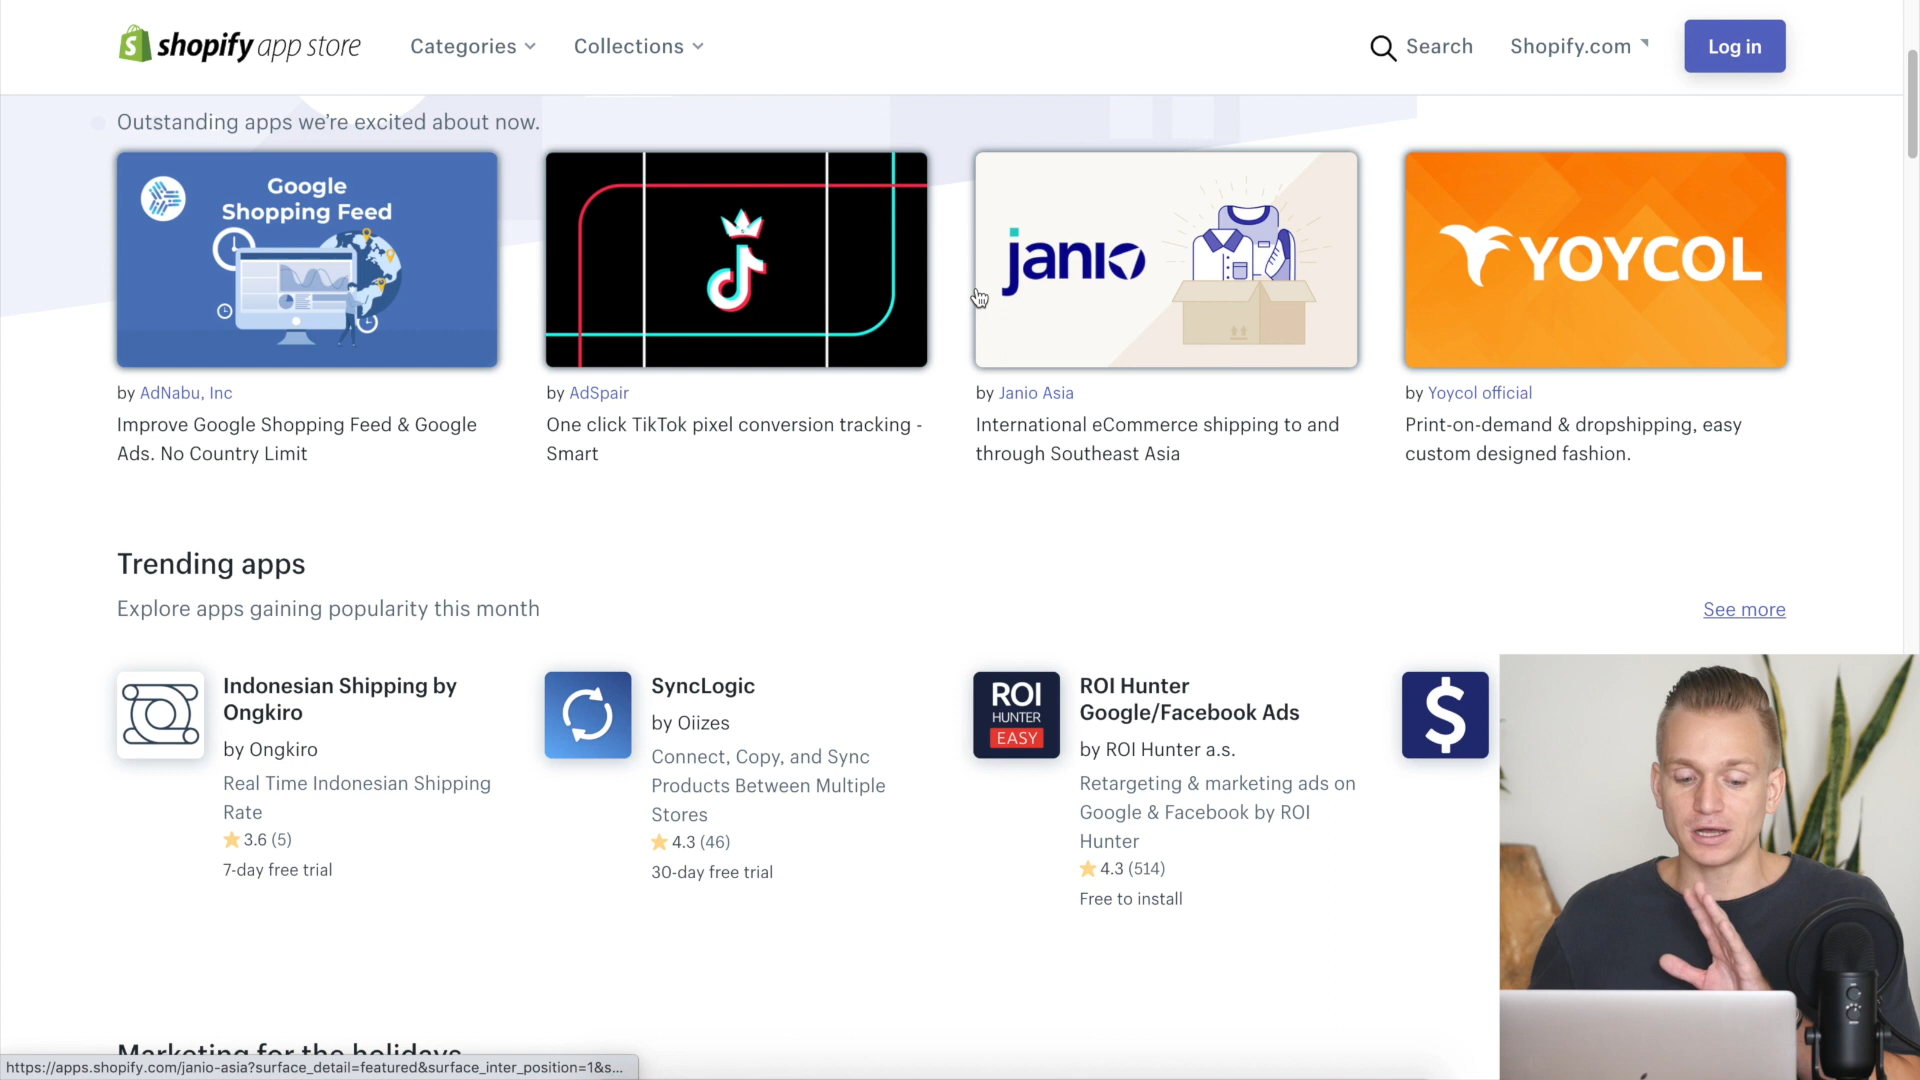 shopify app store
Categories
Collections
Search
Shopify.com
Log in
Outstanding apps we’re excited about now.
Google
Shopping Feed
janio
YOYCOL
by AdNabu, Inc
Improve Google Shopping Feed & Google
Ads. No Country Limit
by AdSpair
One click TikTok pixel conversion tracking -
Smart
by Janio Asia
International eCommerce shipping to and
through Southeast Asia
by Yoycol official
Print-on-demand & dropshipping, easy
custom designed fashion.
Trending apps
Explore apps gaining popularity this month
See more
Indonesian Shipping by
Ongkiro
by Ongkiro
Real Time Indonesian Shipping
Rate
3.6 (5)
7-day free trial
SyncLogic
by Oiizes
Connect, Copy, and Sync
Products Between Multiple
Stores
4.3 (46)
30-day free trial
ROI
HUNTER
EASY
ROI Hunter
Google/Facebook Ads
by ROI Hunter a.s.
Retargeting & marketing ads on
Google & Facebook by ROI
Hunter
4.3 (514)
Free to install
$
Marketing for the holidays
https://apps.shopify.com/janio-asia?surface_detail=featured&surface_inter_position=1&s...